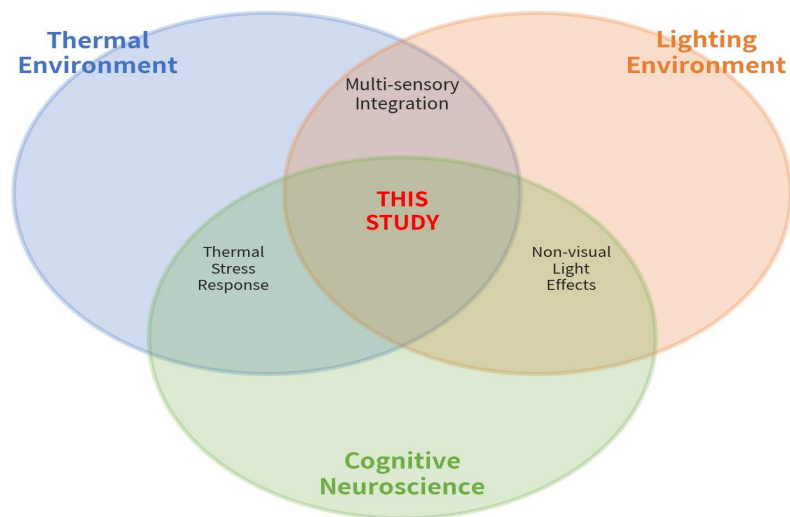 Thermal
Environment
Lighting
Environment
Multi-sensory
Integration
THIS
STUDY
Thermal
Stress
Response
Non-visual
Light
Effects
Cognitive
Neuroscience